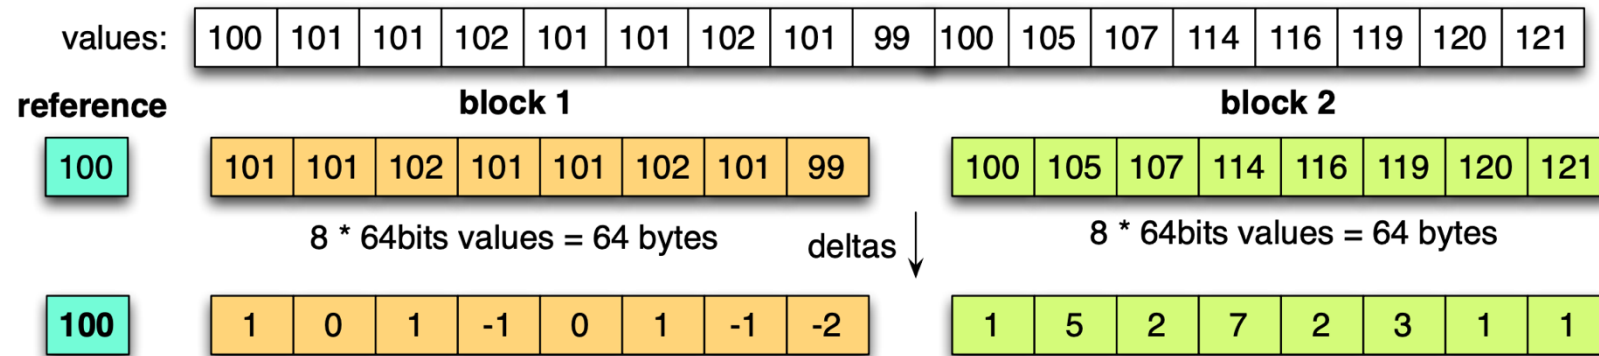 values: 100 101 101 102 101 101 102 101 99 100 105 107 114 116 119 120 121
reference block 1 block 2
100 101 101 102 101 101 102 101 99 100 105 107 114 116 119 120 121
8 * 64bits values = 64 bytes deltas 8 * 64bits values = 64 bytes
100 1 0 1 -1 0 1 -1 -2 1 5 2 7 2 3 1 1